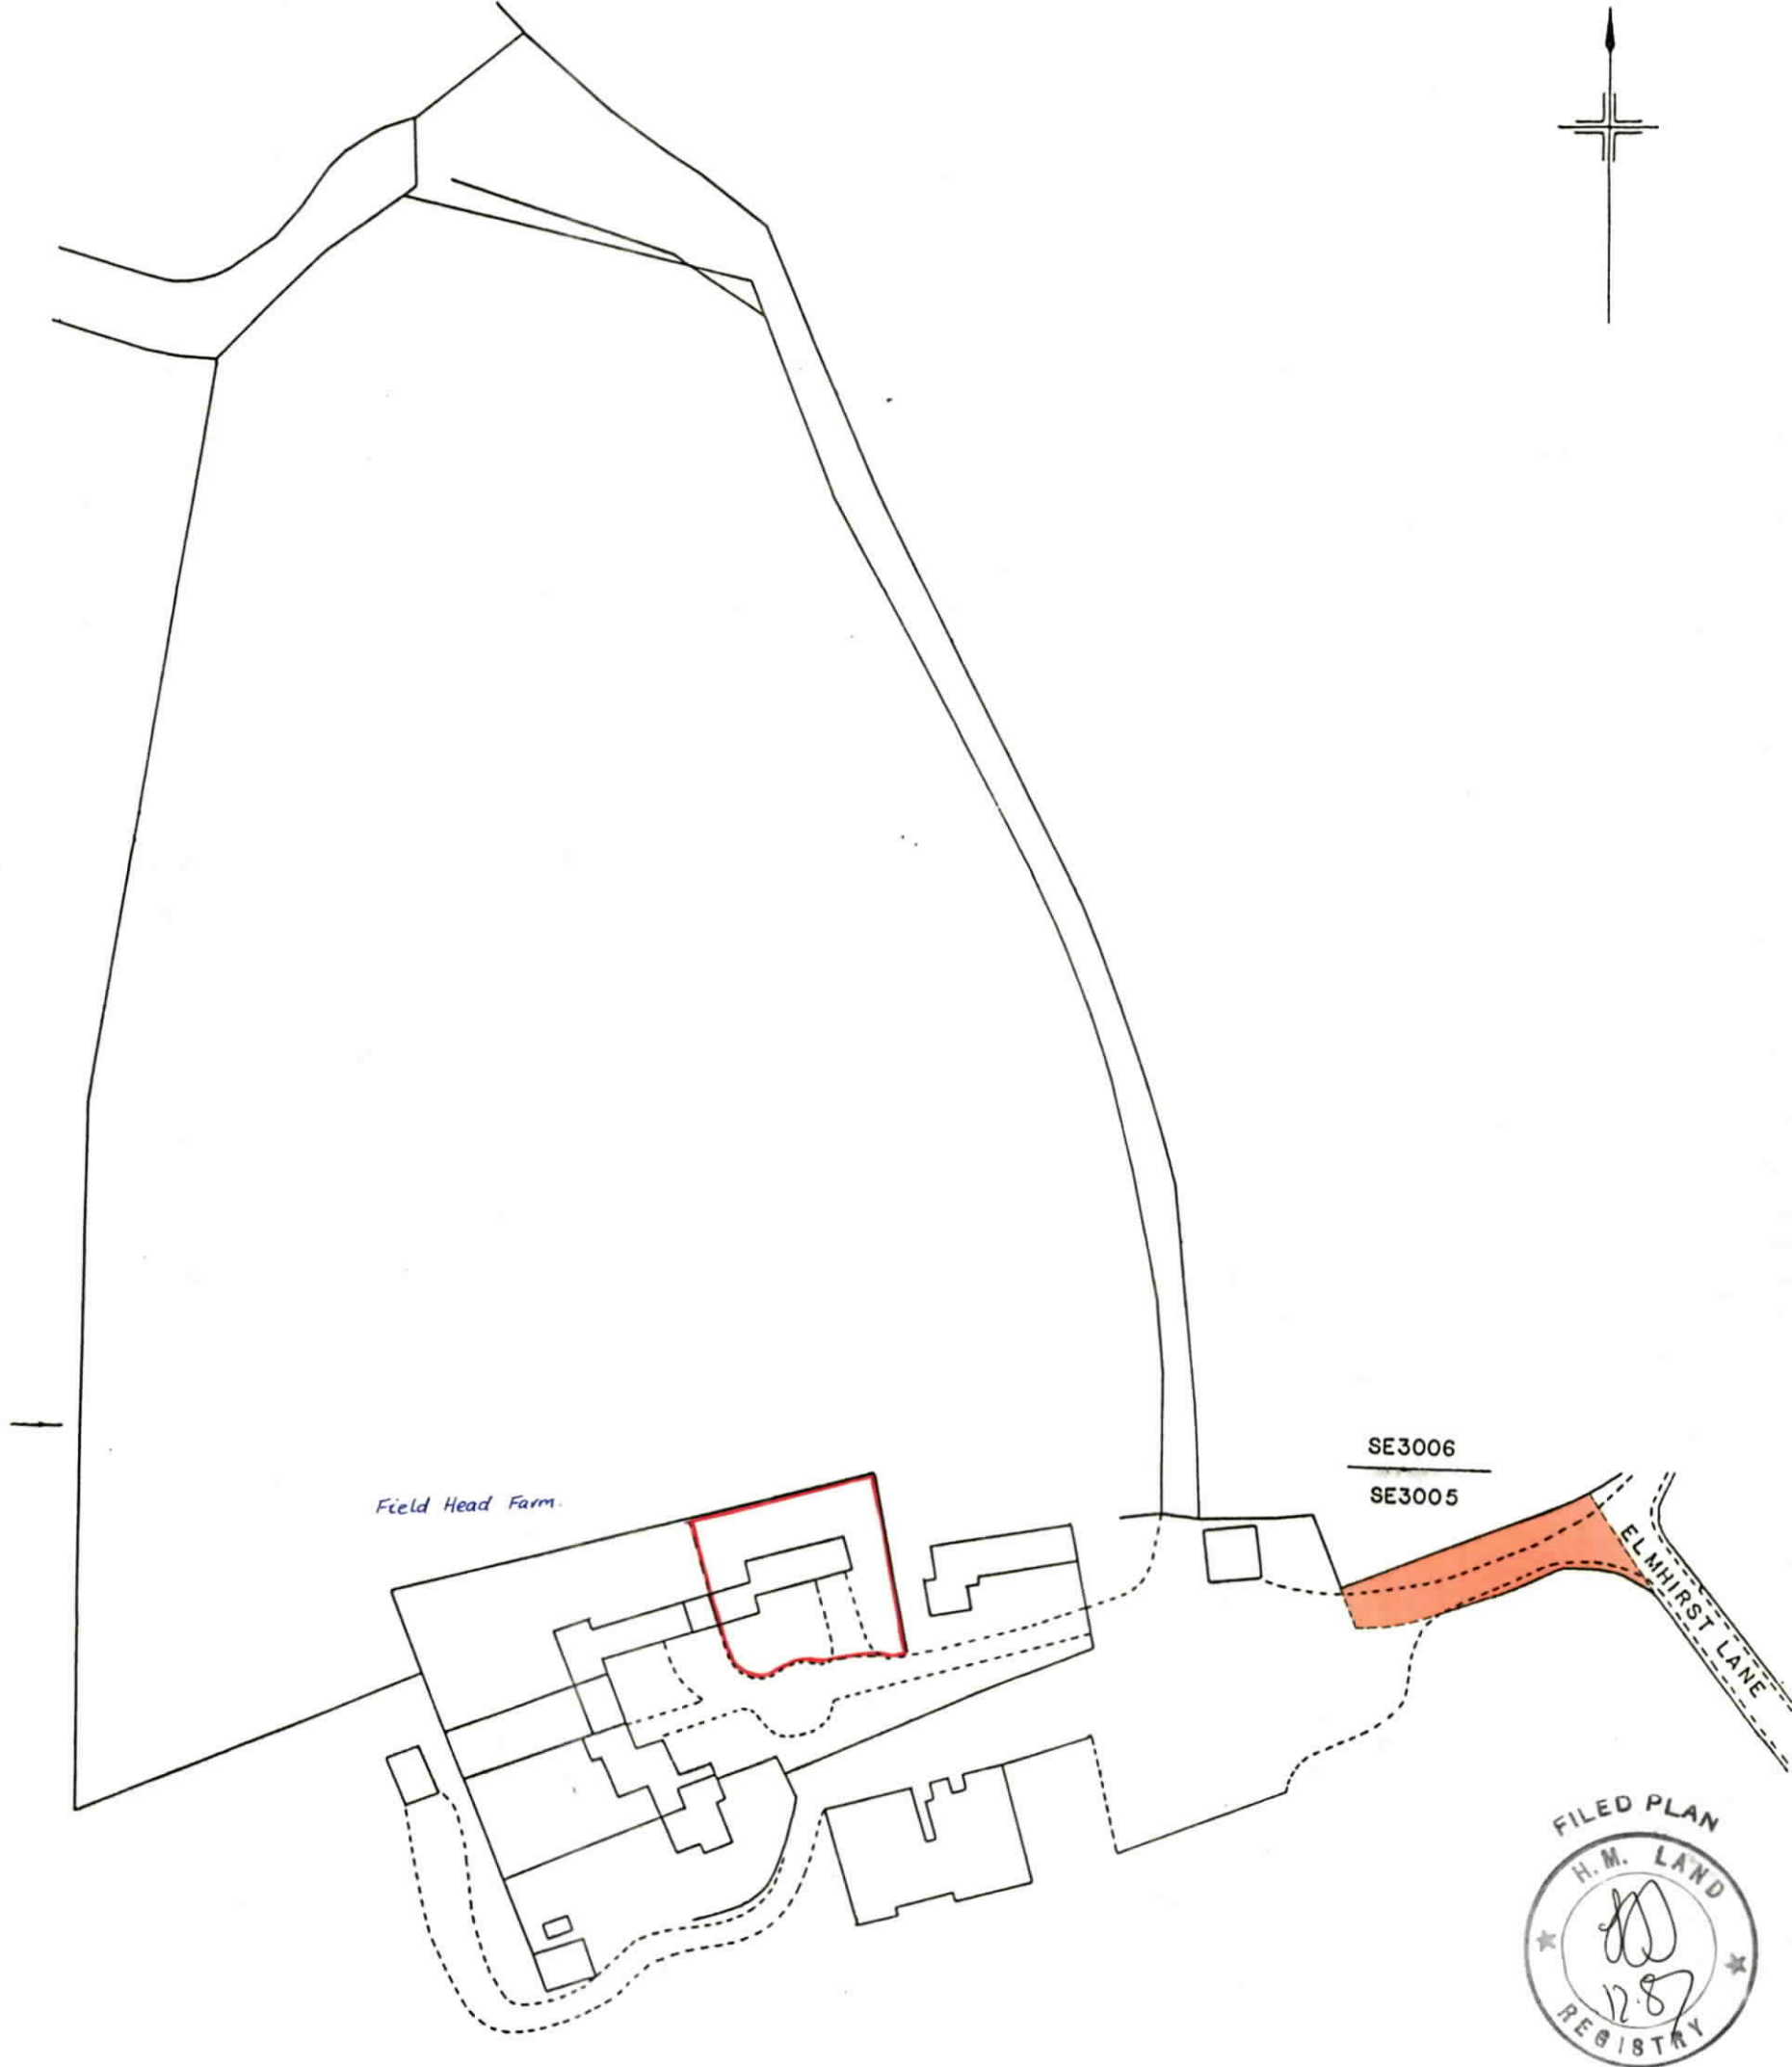 SE3006
SE3005
Field Head Farm.
ELMHIRST LANE
FILED PLAN
H.M. LAND
12.87
REGISTRY